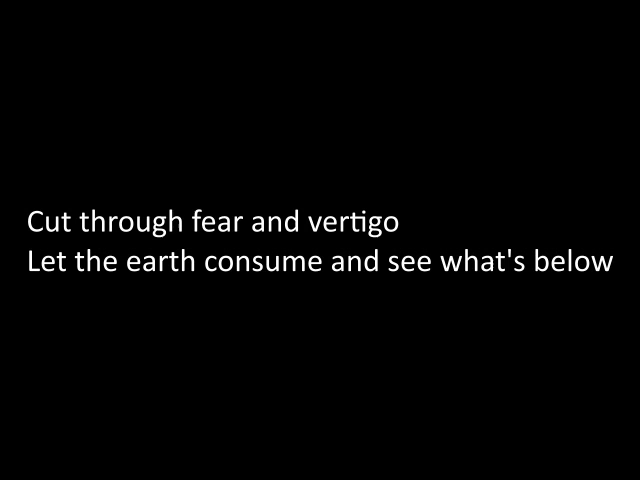 Cut through fear and vertigo
Let the earth consume and see what's below